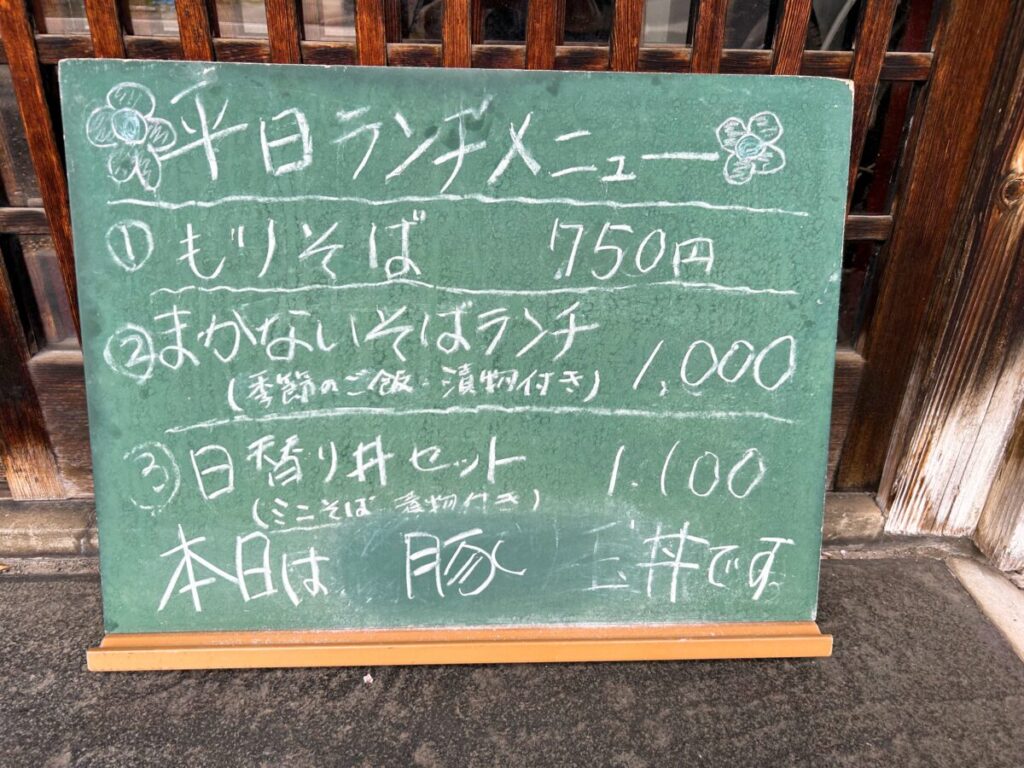 平日ランチメニュー
① もりそば 750円
② まかないそばランチ 1,000
(季節のご飯・漬物付き)
③ 日替り丼セット 1.100
(ミニそば 漬物付き)
本日は 豚 玉丼です